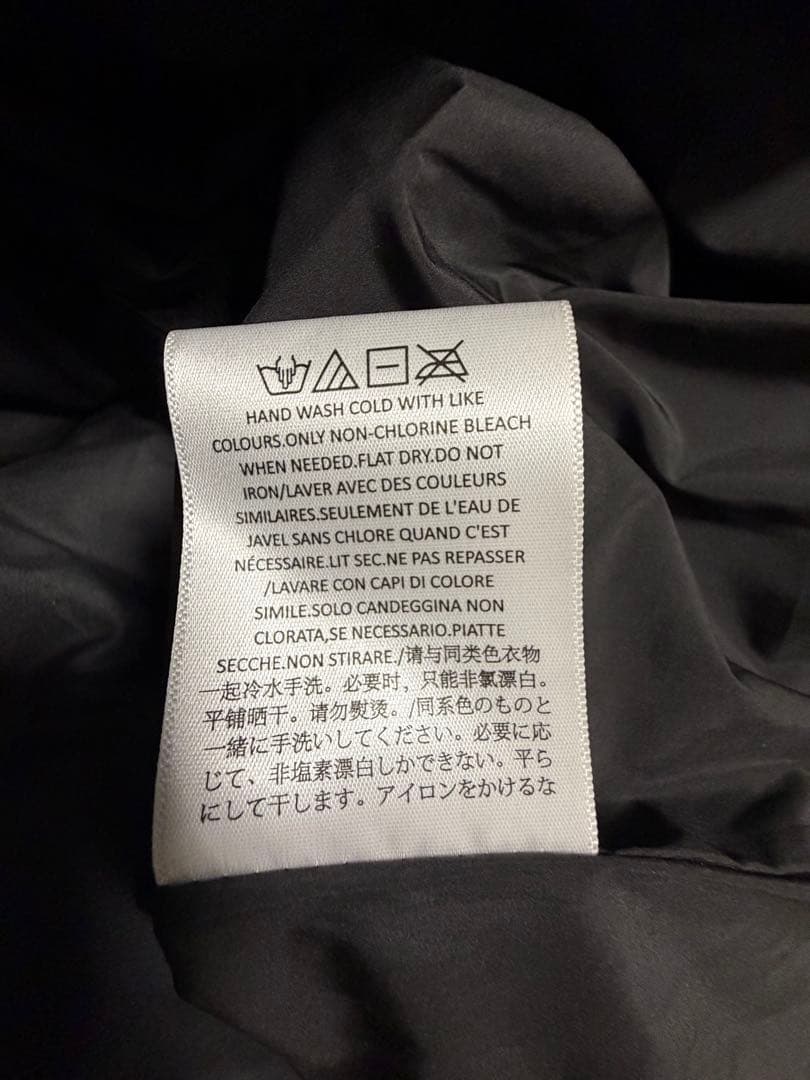 HAND WASH COLD WITH LIKE
COLOURS.ONLY NON-CHLORINE BLEACH
WHEN NEEDED.FLAT DRY.DO NOT
IRON/LAVER AVEC DES COULEURS
SIMILAIRES.SEULEMENT DE L'EAU DE
JAVEL SANS CHLORE QUAND C'EST
NÉCESSAIRE.LIT SEC.NE PAS REPASSER
/LAVARE CON CAPI DI COLORE
SIMILE.SOLO CANDEGGINA NON
CLORATA,SE NECESSARIO.PIATTE
SECCHE.NON STIRARE./请与同类色衣物
一起冷水手洗。必要时，只能非氯漂白。
平铺晒干。请勿熨烫。/同系色のものと
一緒に手洗いしてください。必要に応
じて、非塩素漂白しかできない。平ら
にして干します。アイロンをかけるな